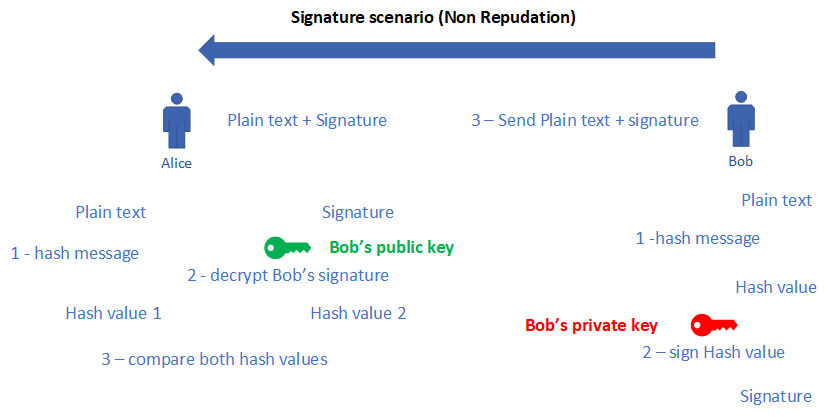 Signature scenario (Non Repudation)
Plain text + Signature
3 – Send Plain text + signature
Alice
Bob
Plain text
Signature
Plain text
1 - hash message
Bob's public key
1 -hash message
2 - decrypt Bob's signature
Hash value
Hash value 1
Hash value 2
Bob's private key
2 – sign Hash value
3 – compare both hash values
Signature